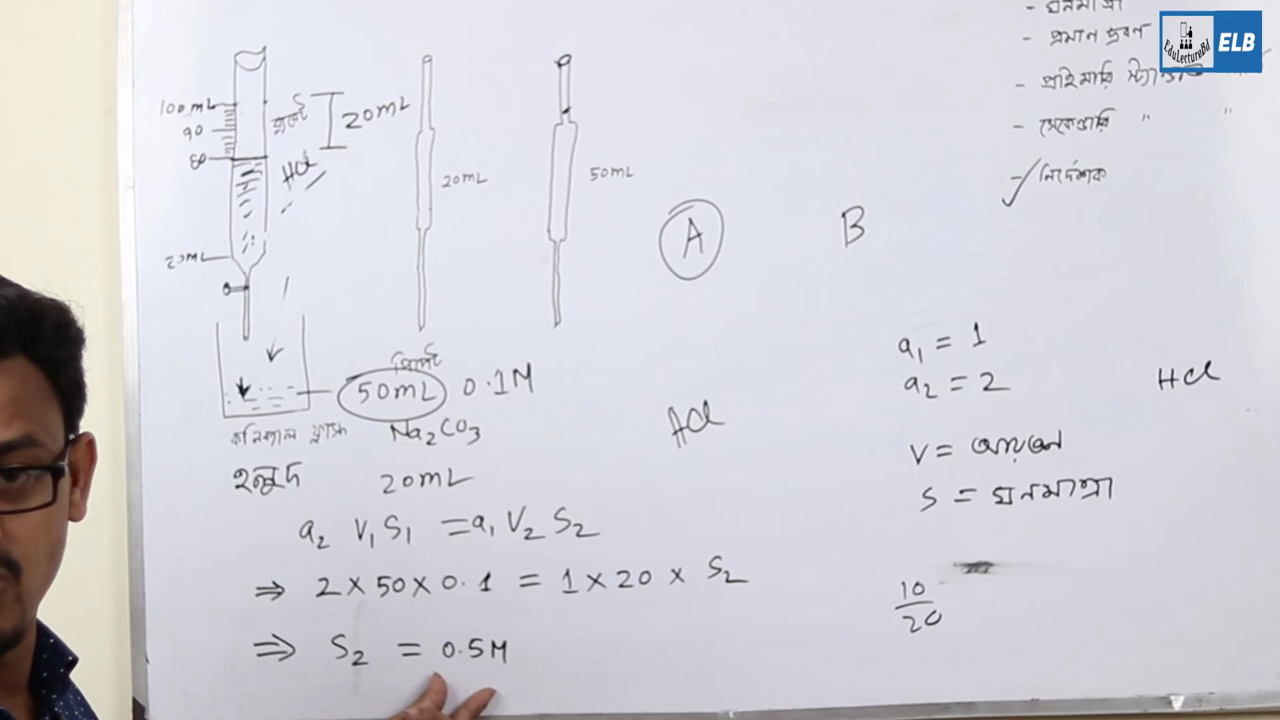 - ঘনমাত্রা
- প্রমাণ দ্রবণ
- প্রাইমারি স্ট্যান্ডার্ড
- সেকেন্ডারি " "
- নির্দেশক
EduLectureBd
ELB
100 mL
90
80
20mL
ব্যুরেট
20mL
HCl
20mL
50mL
A
B
পিপেট
50mL 0.1M
Na2CO3
কনিক্যাল ফ্লাস্ক
হলুদ 20mL
a2 V1 S1 = a1 V2 S2
⇒ 2 × 50 × 0.1 = 1 × 20 × S2
⇒ S2 = 0.5M
HCl
a1 = 1
a2 = 2
HCl
V = আয়তন
S = ঘনমাত্রা
10
20